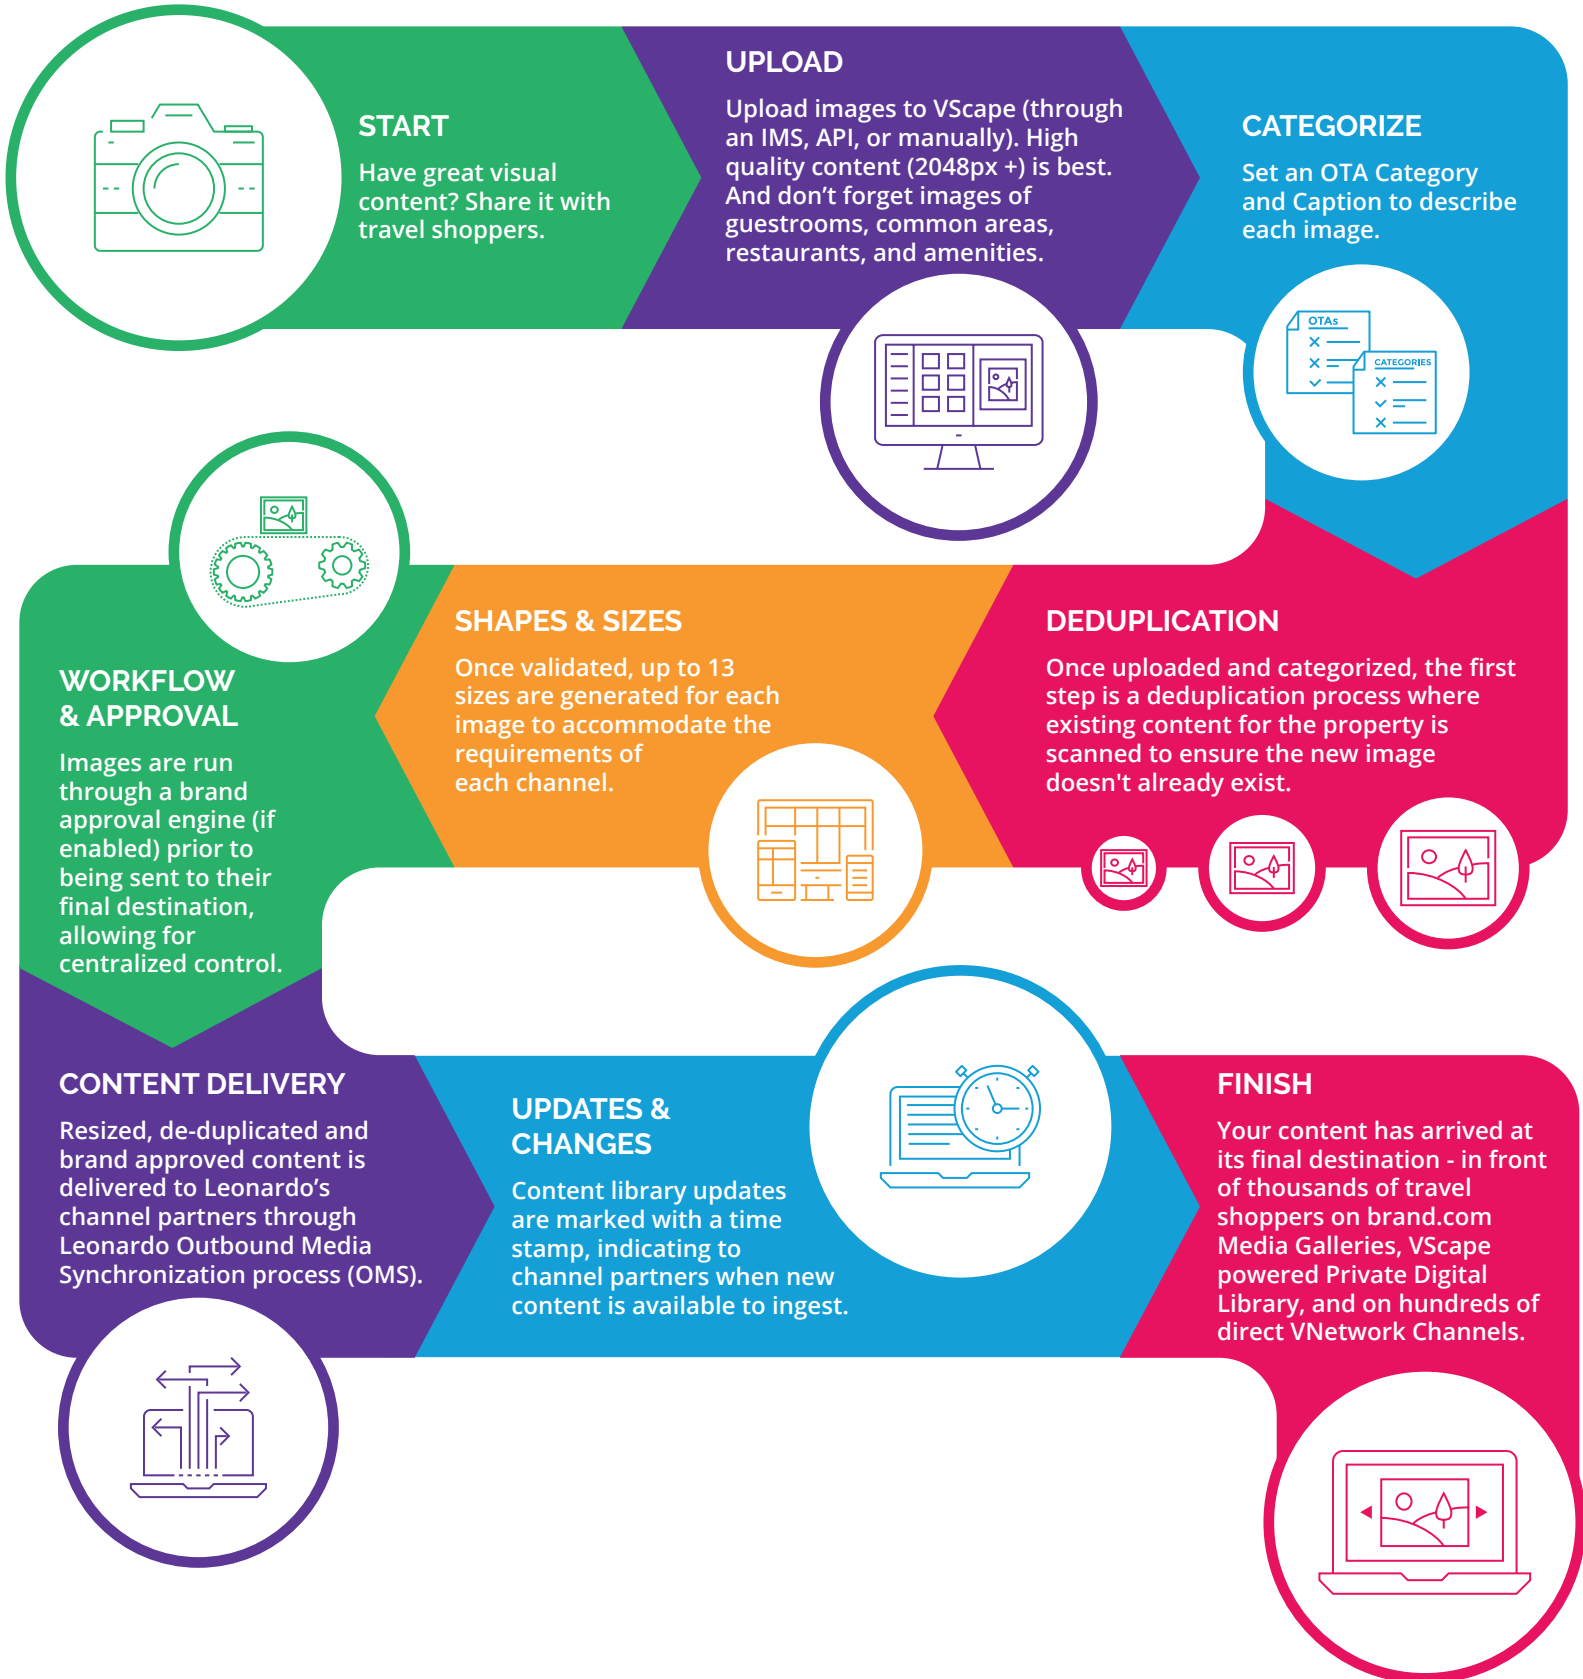 START
Have great visual
content? Share it with
travel shoppers.
UPLOAD
Upload images to VScape (through
an IMS, API, or manually). High
quality content (2048px +) is best.
And don’t forget images of
guestrooms, common areas,
restaurants, and amenities.
CATEGORIZE
Set an OTA Category
and Caption to describe
each image.
OTAs
CATEGORIES
DEDUPLICATION
Once uploaded and categorized, the first
step is a deduplication process where
existing content for the property is
scanned to ensure the new image
doesn't already exist.
SHAPES & SIZES
Once validated, up to 13
sizes are generated for each
image to accommodate the
requirements of
each channel.
WORKFLOW
& APPROVAL
Images are run
through a brand
approval engine (if
enabled) prior to
being sent to their
final destination,
allowing for
centralized control.
CONTENT DELIVERY
Resized, de-duplicated and
brand approved content is
delivered to Leonardo’s
channel partners through
Leonardo Outbound Media
Synchronization process (OMS).
UPDATES &
CHANGES
Content library updates
are marked with a time
stamp, indicating to
channel partners when new
content is available to ingest.
FINISH
Your content has arrived at
its final destination - in front
of thousands of travel
shoppers on brand.com
Media Galleries, VScape
powered Private Digital
Library, and on hundreds of
direct VNetwork Channels.